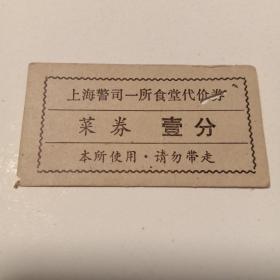 上海警司一所食堂代价券
菜券 壹分
本所使用·请勿带走